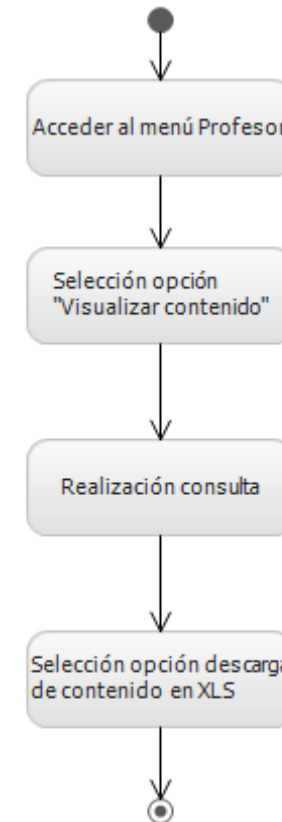 Acceder al menú Profesor
Selección opción
"Visualizar contenido"
Realización consulta
Selección opción descarga
de contenido en XLS